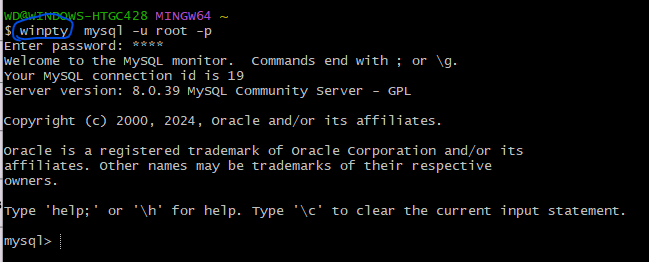 WD@WINDOWS-HTGC428 MINGW64 ~
$ winpty  mysql -u root -p
Enter password: ****
Welcome to the MySQL monitor.  Commands end with ; or \g.
Your MySQL connection id is 19
Server version: 8.0.39 MySQL Community Server - GPL
Copyright (c) 2000, 2024, Oracle and/or its affiliates.
Oracle is a registered trademark of Oracle Corporation and/or its
affiliates. Other names may be trademarks of their respective
owners.
Type 'help;' or '\h' for help. Type '\c' to clear the current input statement.
mysql>